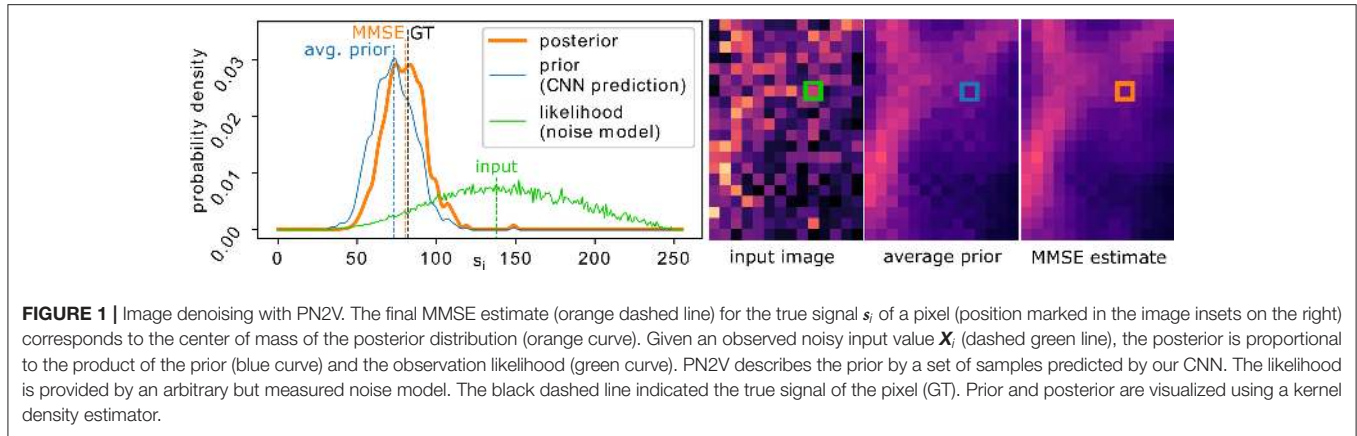 MMSE GT
avg. prior
posterior
prior
(CNN prediction)
likelihood
(noise model)
input
probability density
0.03
0.02
0.01
0.00
0 50 100 150 200 250
s_i
input image average prior MMSE estimate
FIGURE 1 | Image denoising with PN2V. The final MMSE estimate (orange dashed line) for the true signal s_i of a pixel (position marked in the image insets on the right)
corresponds to the center of mass of the posterior distribution (orange curve). Given an observed noisy input value X_i (dashed green line), the posterior is proportional
to the product of the prior (blue curve) and the observation likelihood (green curve). PN2V describes the prior by a set of samples predicted by our CNN. The likelihood
is provided by an arbitrary but measured noise model. The black dashed line indicated the true signal of the pixel (GT). Prior and posterior are visualized using a kernel
density estimator.